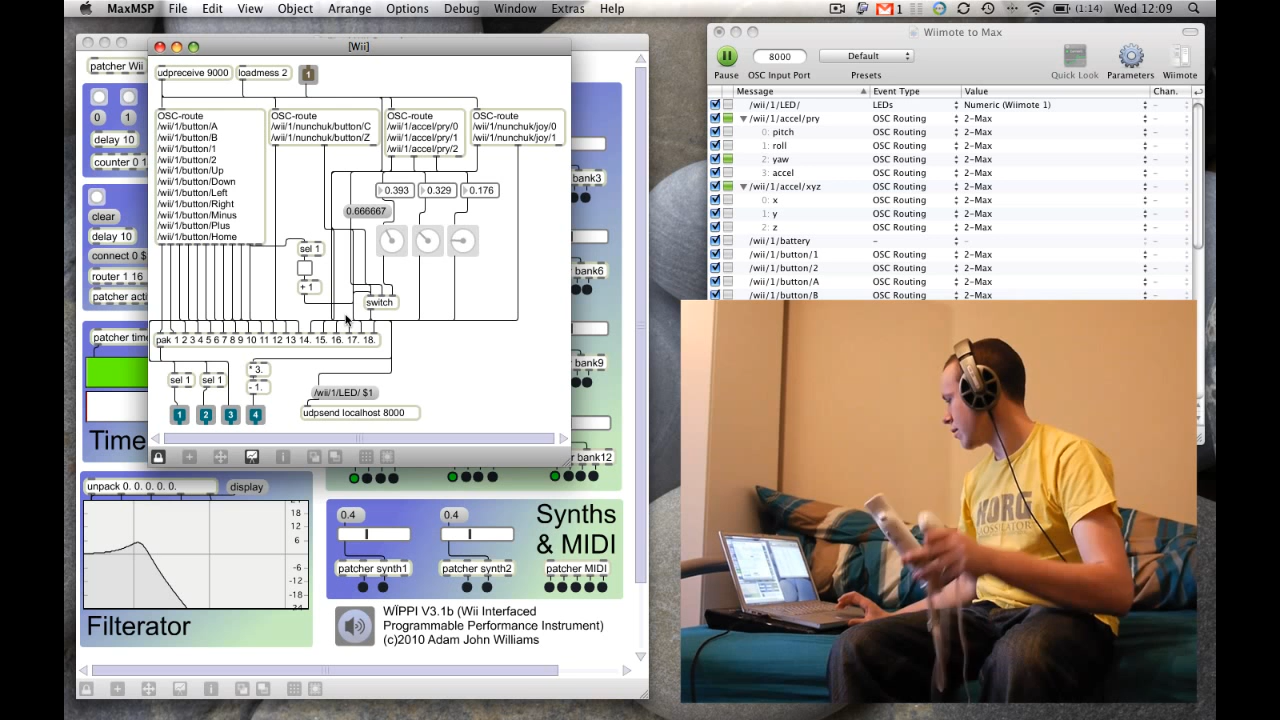 MaxMSP File Edit View Object Arrange Options Debug Window Extras Help
1 (1:14) Wed 12:09
patcher Wii
0 1
delay 10
counter 0 1
clear
delay 10
connect 0 $
router 1 16
patcher acti
patcher time
Time
[Wii]
udpreceive 9000 loadmess 2 1
OSC-route
/wii/1/button/A
/wii/1/button/B
/wii/1/button/1
/wii/1/button/2
/wii/1/button/Up
/wii/1/button/Down
/wii/1/button/Left
/wii/1/button/Right
/wii/1/button/Minus
/wii/1/button/Plus
/wii/1/button/Home
OSC-route
/wii/1/nunchuk/button/C
/wii/1/nunchuk/button/Z
OSC-route
/wii/1/accel/pry/0
/wii/1/accel/pry/1
/wii/1/accel/pry/2
OSC-route
/wii/1/nunchuk/joy/0
/wii/1/nunchuk/joy/1
0.393 0.329 0.176
0.666667
sel 1
+ 1
switch
pak 1 2 3 4 5 6 7 8 9 10 11 12 13 14. 15. 16. 17. 18.
sel 1 sel 1
* 3.
- 1.
1 2 3 4
/wii/1/LED/ $1
udpsend localhost 8000
bank3
bank6
bank9
r bank12
unpack 0. 0. 0. 0. 0. display
18
12
6
-6
-12
-18
Filterator
0.4 0.4
Synths
& MIDI
patcher synth1 patcher synth2 patcher MIDI
WÏPPI V3.1b (Wii Interfaced
Programmable Performance Instrument)
(c)2010 Adam John Williams
Wiimote to Max
8000 Default
Pause OSC Input Port Presets Quick Look Parameters Wiimote
Message Event Type Value Chan.
/wii/1/LED/ LEDs Numeric (Wiimote 1) –
/wii/1/accel/pry OSC Routing 2-Max –
0: pitch OSC Routing 2-Max –
1: roll OSC Routing 2-Max –
2: yaw OSC Routing 2-Max –
3: accel OSC Routing 2-Max –
/wii/1/accel/xyz OSC Routing 2-Max –
0: x OSC Routing 2-Max –
1: y OSC Routing 2-Max –
2: z OSC Routing 2-Max –
/wii/1/battery – – –
/wii/1/button/1 OSC Routing 2-Max –
/wii/1/button/2 OSC Routing 2-Max –
/wii/1/button/A OSC Routing 2-Max –
/wii/1/button/B OSC Routing 2-Max –
KORG